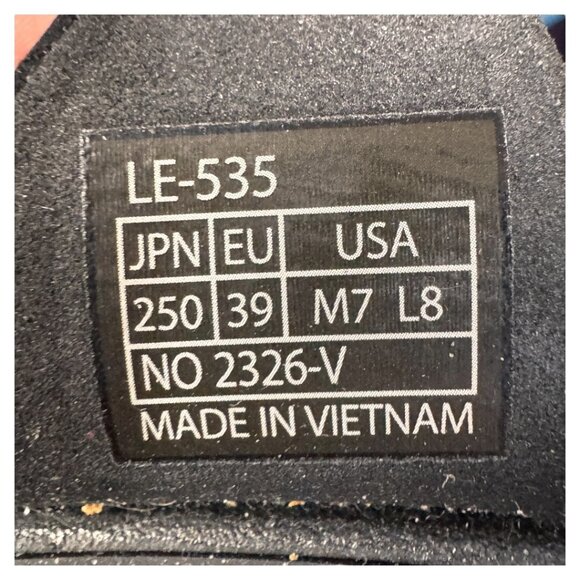 LE-535
JPN EU USA
250 39 M7 L8
NO 2326-V
MADE IN VIETNAM